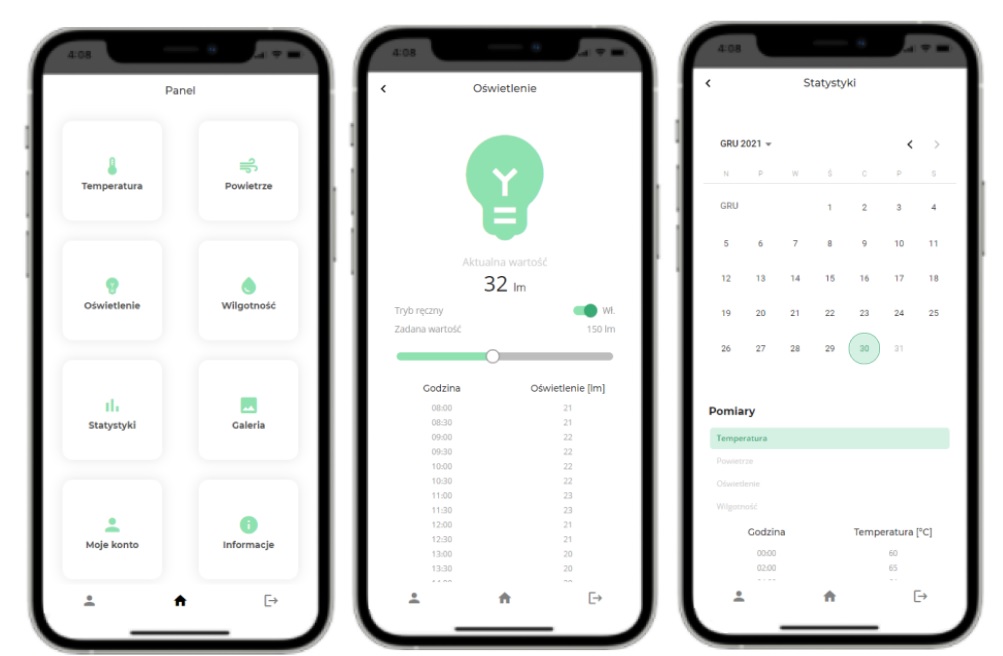 4:08
Panel
Temperatura
Powietrze
Oświetlenie
Wilgotność
Statystyki
Galeria
Moje konto
Informacje
4:08
Oświetlenie
Aktualna wartość
32 lm
Tryb ręczny Wł.
Zadana wartość 150 lm
Godzina Oświetlenie [lm]
08:00 21
08:30 21
09:00 22
09:30 22
10:00 22
10:30 22
11:00 23
11:30 23
12:00 21
12:30 21
13:00 20
13:30 20
4:08
Statystyki
GRU 2021
N P W Ś C P S
GRU 1 2 3 4
5 6 7 8 9 10 11
12 13 14 15 16 17 18
19 20 21 22 23 24 25
26 27 28 29 30 31
Pomiary
Temperatura
Powietrze
Oświetlenie
Wilgotność
Godzina Temperatura [°C]
00:00 60
02:00 65